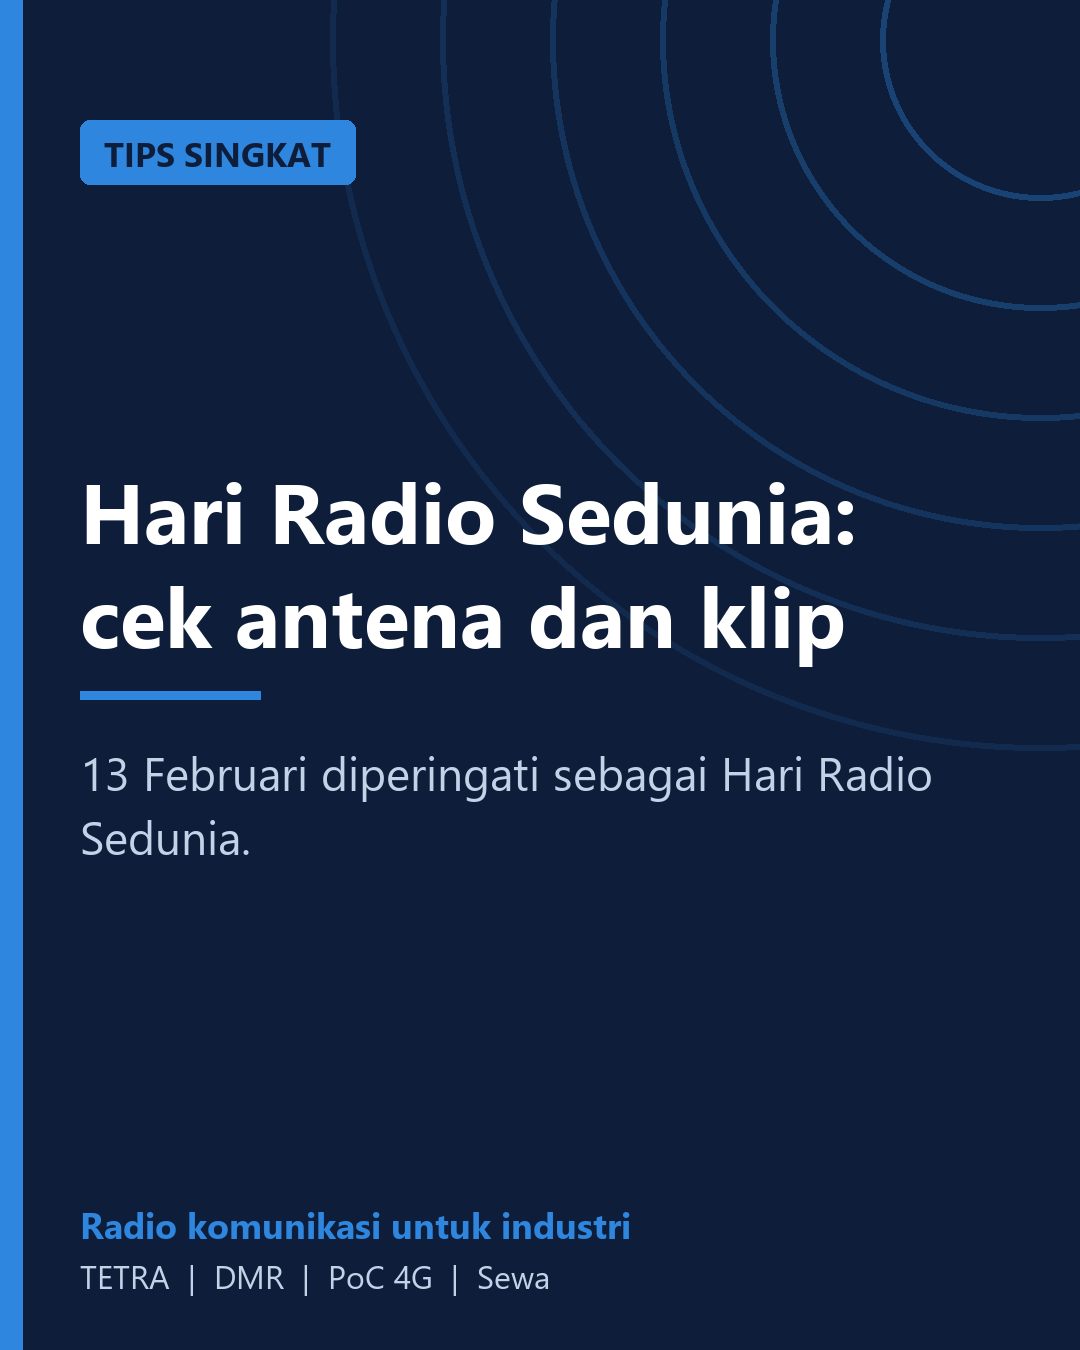 TIPS SINGKAT
Hari Radio Sedunia:
cek antena dan klip
13 Februari diperingati sebagai Hari Radio
Sedunia.
Radio komunikasi untuk industri
TETRA | DMR | PoC 4G | Sewa